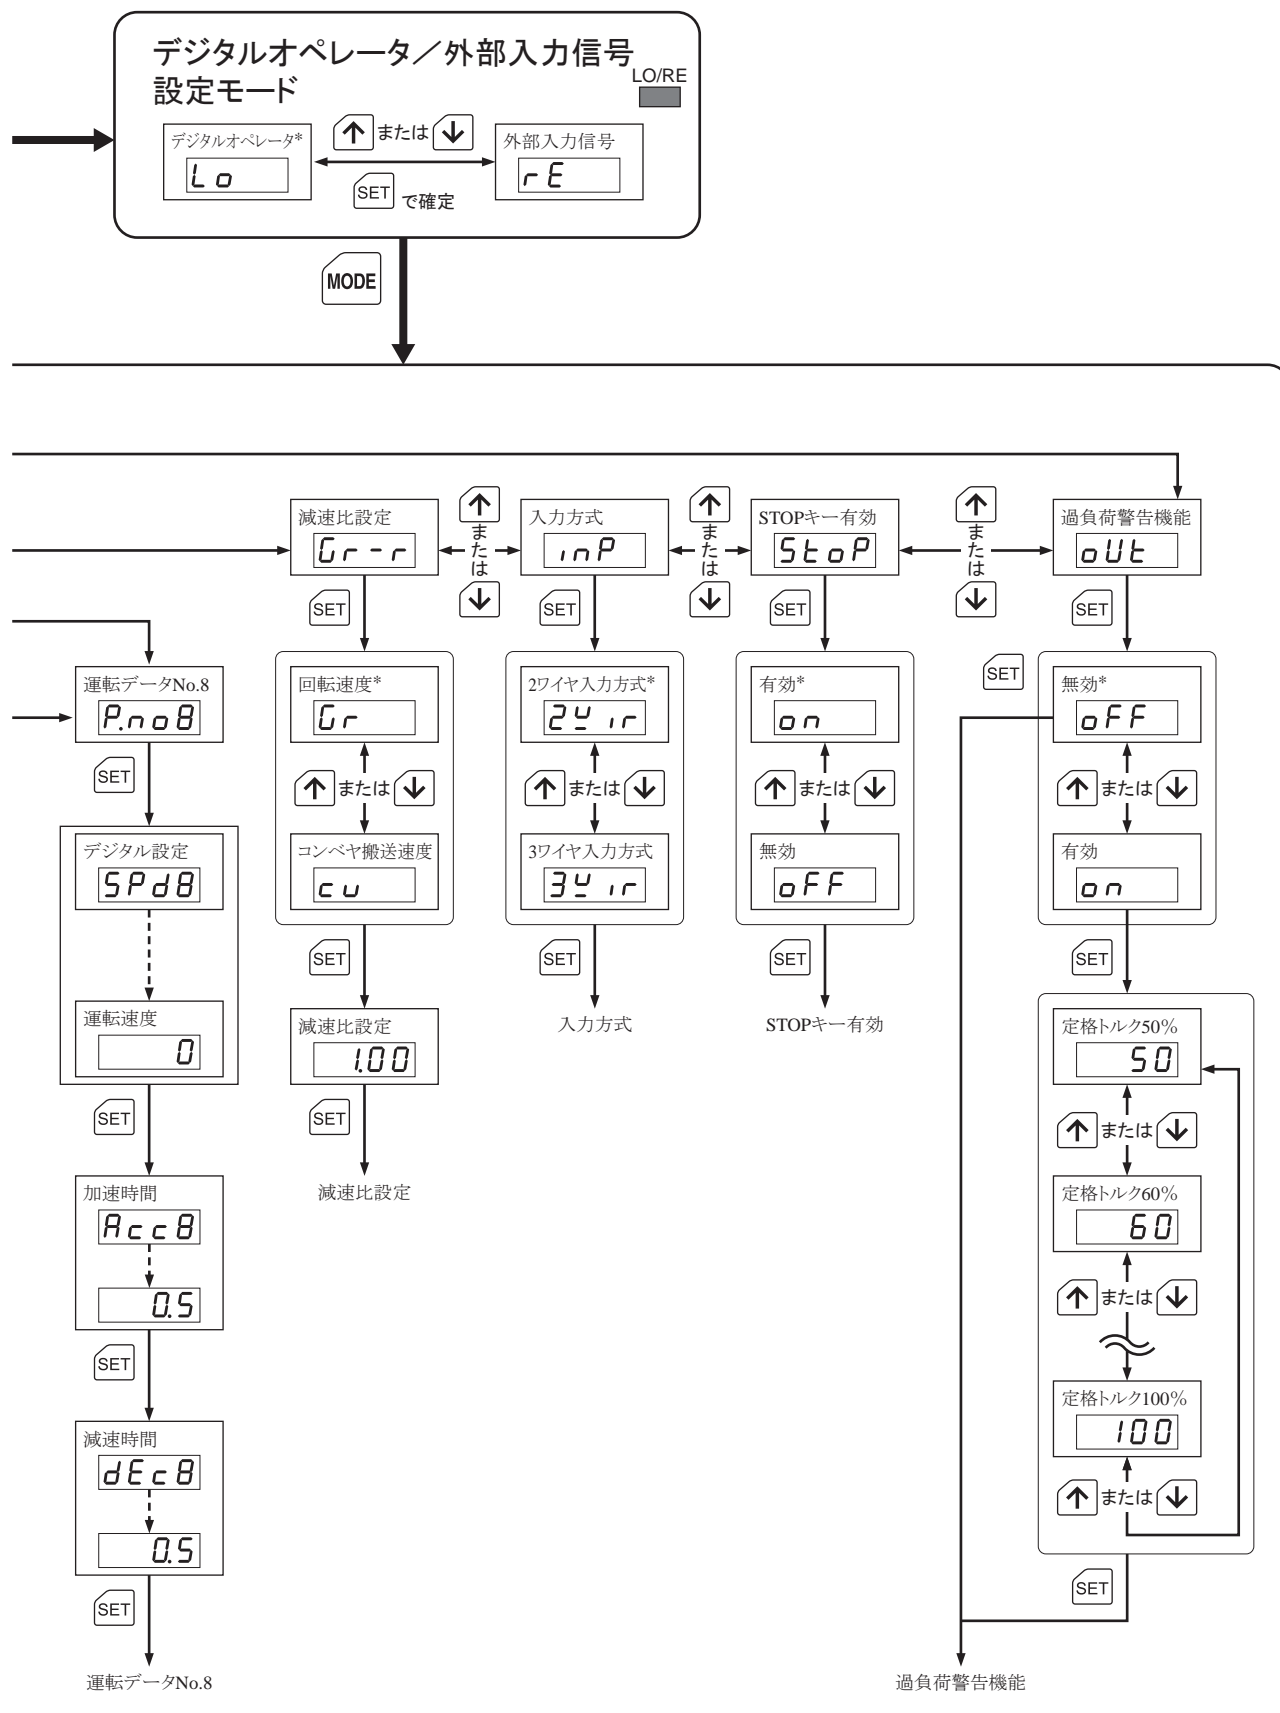 デジタルオペレータ／外部入力信号
設定モード
LO/RE
デジタルオペレータ*
Lo
または
SET
で確定
外部入力信号
rE
MODE
減速比設定
Gr-r
または
入力方式
inP
または
STOPキー有効
SToP
または
過負荷警告機能
oUt
SET
SET
SET
SET
運転データNo.8
P.no8
SET
デジタル設定
SPd8
運転速度
0
SET
加速時間
Acc8
0.5
SET
減速時間
dEc8
0.5
SET
運転データNo.8
回転速度*
Gr
または
コンベヤ搬送速度
cv
SET
減速比設定
1.00
SET
減速比設定
2ワイヤ入力方式*
2Wir
または
3ワイヤ入力方式
3Wir
SET
入力方式
有効*
on
または
無効
oFF
SET
STOPキー有効
SET
無効*
oFF
または
有効
on
SET
定格トルク50%
50
または
定格トルク60%
60
または
定格トルク100%
100
または
SET
過負荷警告機能